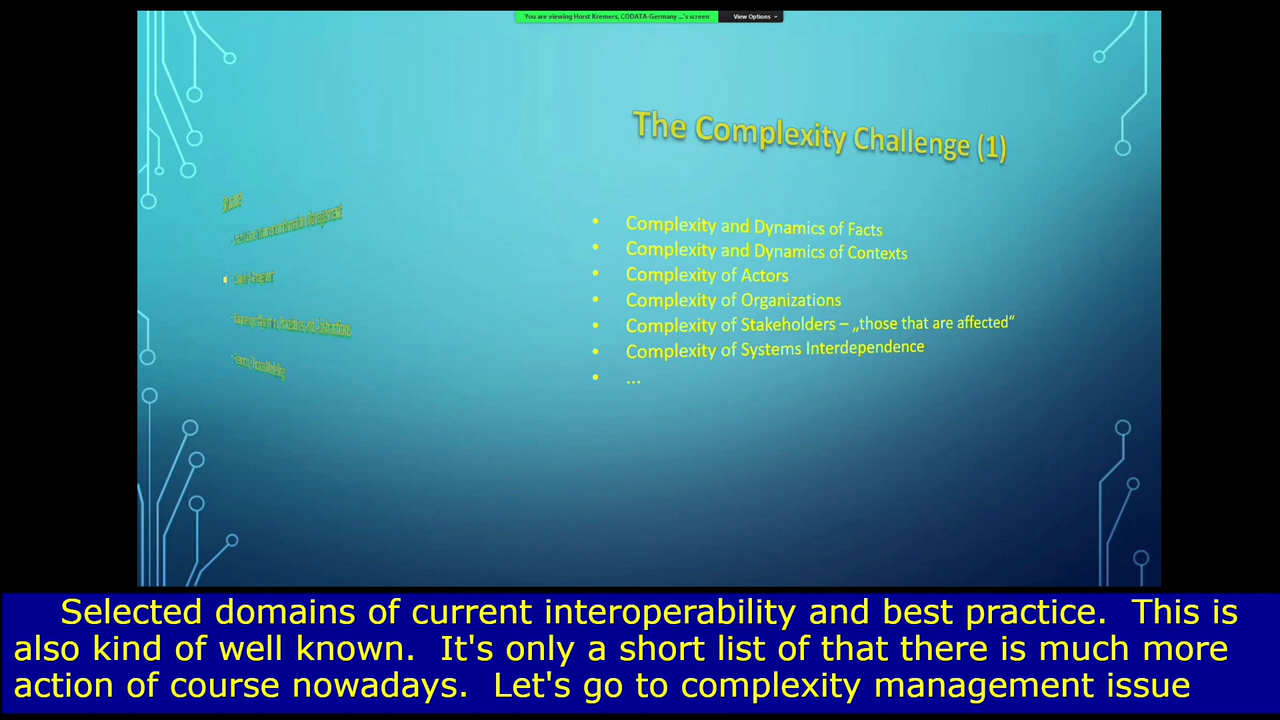 You are viewing Horst Kremers, CODATA-Germany ...'s screen
View Options
The Complexity Challenge (1)
• Complexity and Dynamics of Facts
• Complexity and Dynamics of Contexts
• Complexity of Actors
• Complexity of Organizations
• Complexity of Stakeholders – „those that are affected“
• Complexity of Systems Interdependence
• ...
Selected domains of current interoperability and best practice. This is
also kind of well known. It's only a short list of that there is much more
action of course nowadays. Let's go to complexity management issue